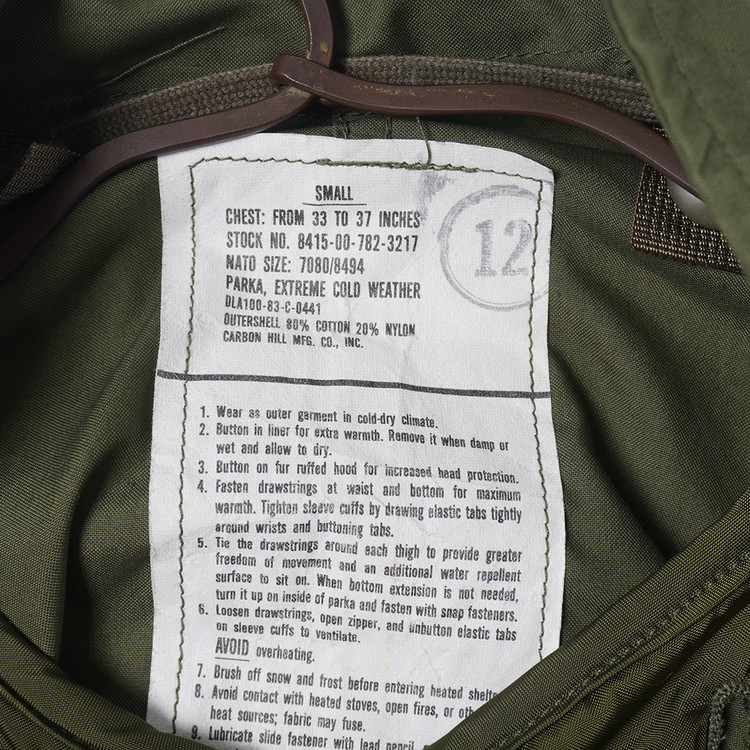 SMALL
CHEST: FROM 33 TO 37 INCHES
STOCK NO. 8415-00-782-3217
NATO SIZE: 7080/8494
PARKA, EXTREME COLD WEATHER
DLA100-83-C-0441
OUTERSHELL 80% COTTON 20% NYLON
CARBON HILL MFG. CO., INC.
12
1. Wear as outer garment in cold-dry climate.
2. Button in liner for extra warmth. Remove it when damp or
wet and allow to dry.
3. Button on fur ruffed hood for increased head protection.
4. Fasten drawstrings at waist and bottom for maximum
warmth. Tighten sleeve cuffs by drawing elastic tabs tightly
around wrists and buttoning tabs.
5. Tie the drawstrings around each thigh to provide greater
freedom of movement and an additional water repellent
surface to sit on. When bottom extension is not needed,
turn it up on inside of parka and fasten with snap fasteners.
6. Loosen drawstrings, open zipper, and unbutton elastic tabs
on sleeve cuffs to ventilate.
AVOID overheating.
7. Brush off snow and frost before entering heated
8. Avoid contact with heated stoves, open fires, or
heat sources; fabric may fuse.
9. Lubricate slide fastener with lead pencil